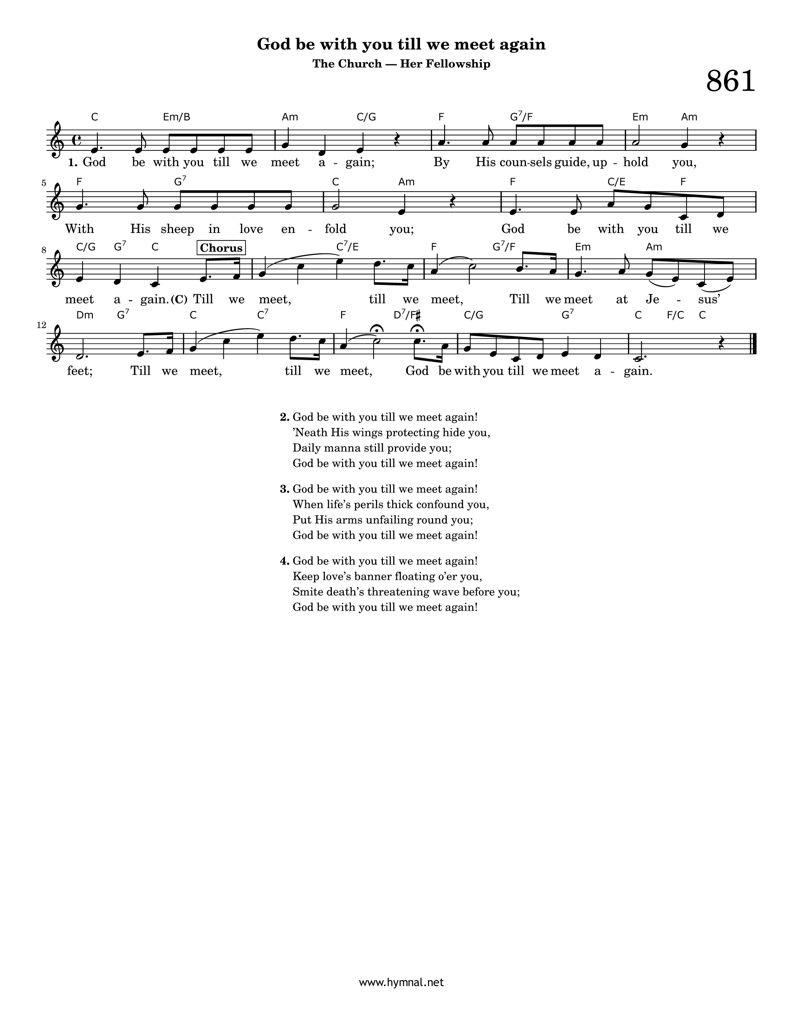 God be with you till we meet again
The Church — Her Fellowship
861
C Em/B Am C/G F G7/F Em Am
1. God be with you till we meet a - gain; By His coun-sels guide, up - hold you,
5 F G7 C Am F C/E F
With His sheep in love en - fold you; God be with you till we
8 C/G G7 C Chorus C7/E F G7/F Em Am
meet a - gain. (C) Till we meet, till we meet, Till we meet at Je - sus’
12 Dm G7 C C7 F D7/F♯ C/G G7 C F/C C
feet; Till we meet, till we meet, God be with you till we meet a - gain.
2. God be with you till we meet again!
’Neath His wings protecting hide you,
Daily manna still provide you;
God be with you till we meet again!
3. God be with you till we meet again!
When life’s perils thick confound you,
Put His arms unfailing round you;
God be with you till we meet again!
4. God be with you till we meet again!
Keep love’s banner floating o’er you,
Smite death’s threatening wave before you;
God be with you till we meet again!
www.hymnal.net